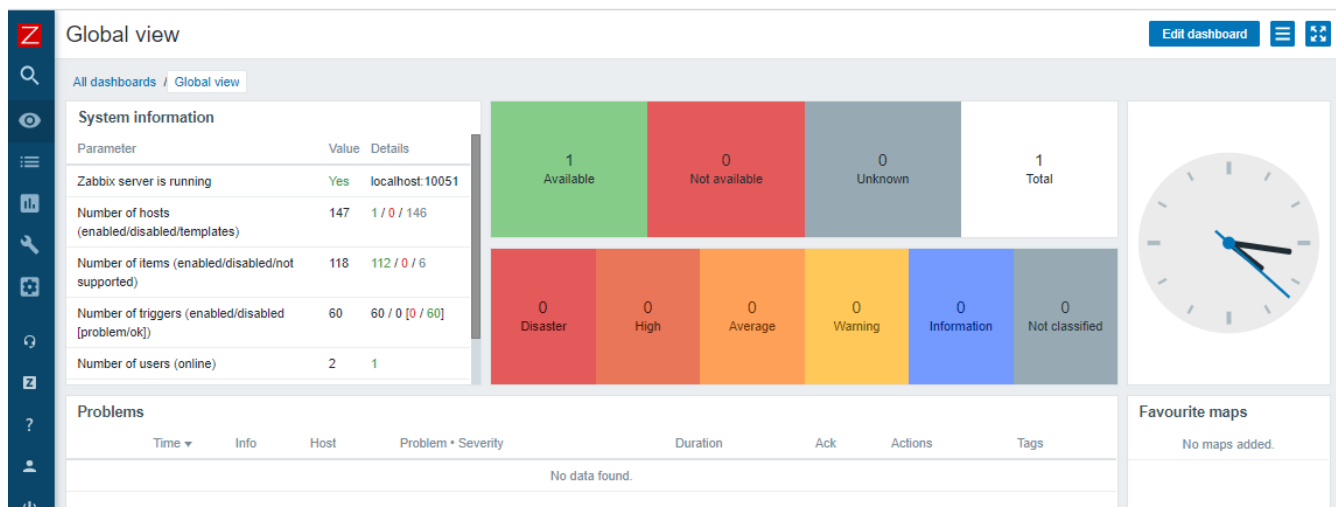 Z
Global view
Edit dashboard
All dashboards / Global view
System information
Parameter Value Details
Zabbix server is running Yes localhost:10051
Number of hosts 147 1 / 0 / 146
(enabled/disabled/templates)
Number of items (enabled/disabled/not 118 112 / 0 / 6
supported)
Number of triggers (enabled/disabled 60 60 / 0 [0 / 60]
[problem/ok])
Number of users (online) 2 1
1 0 0 1
Available Not available Unknown Total
0 0 0 0 0 0
Disaster High Average Warning Information Not classified
Z
?
Problems
Time Info Host Problem • Severity Duration Ack Actions Tags
No data found.
Favourite maps
No maps added.